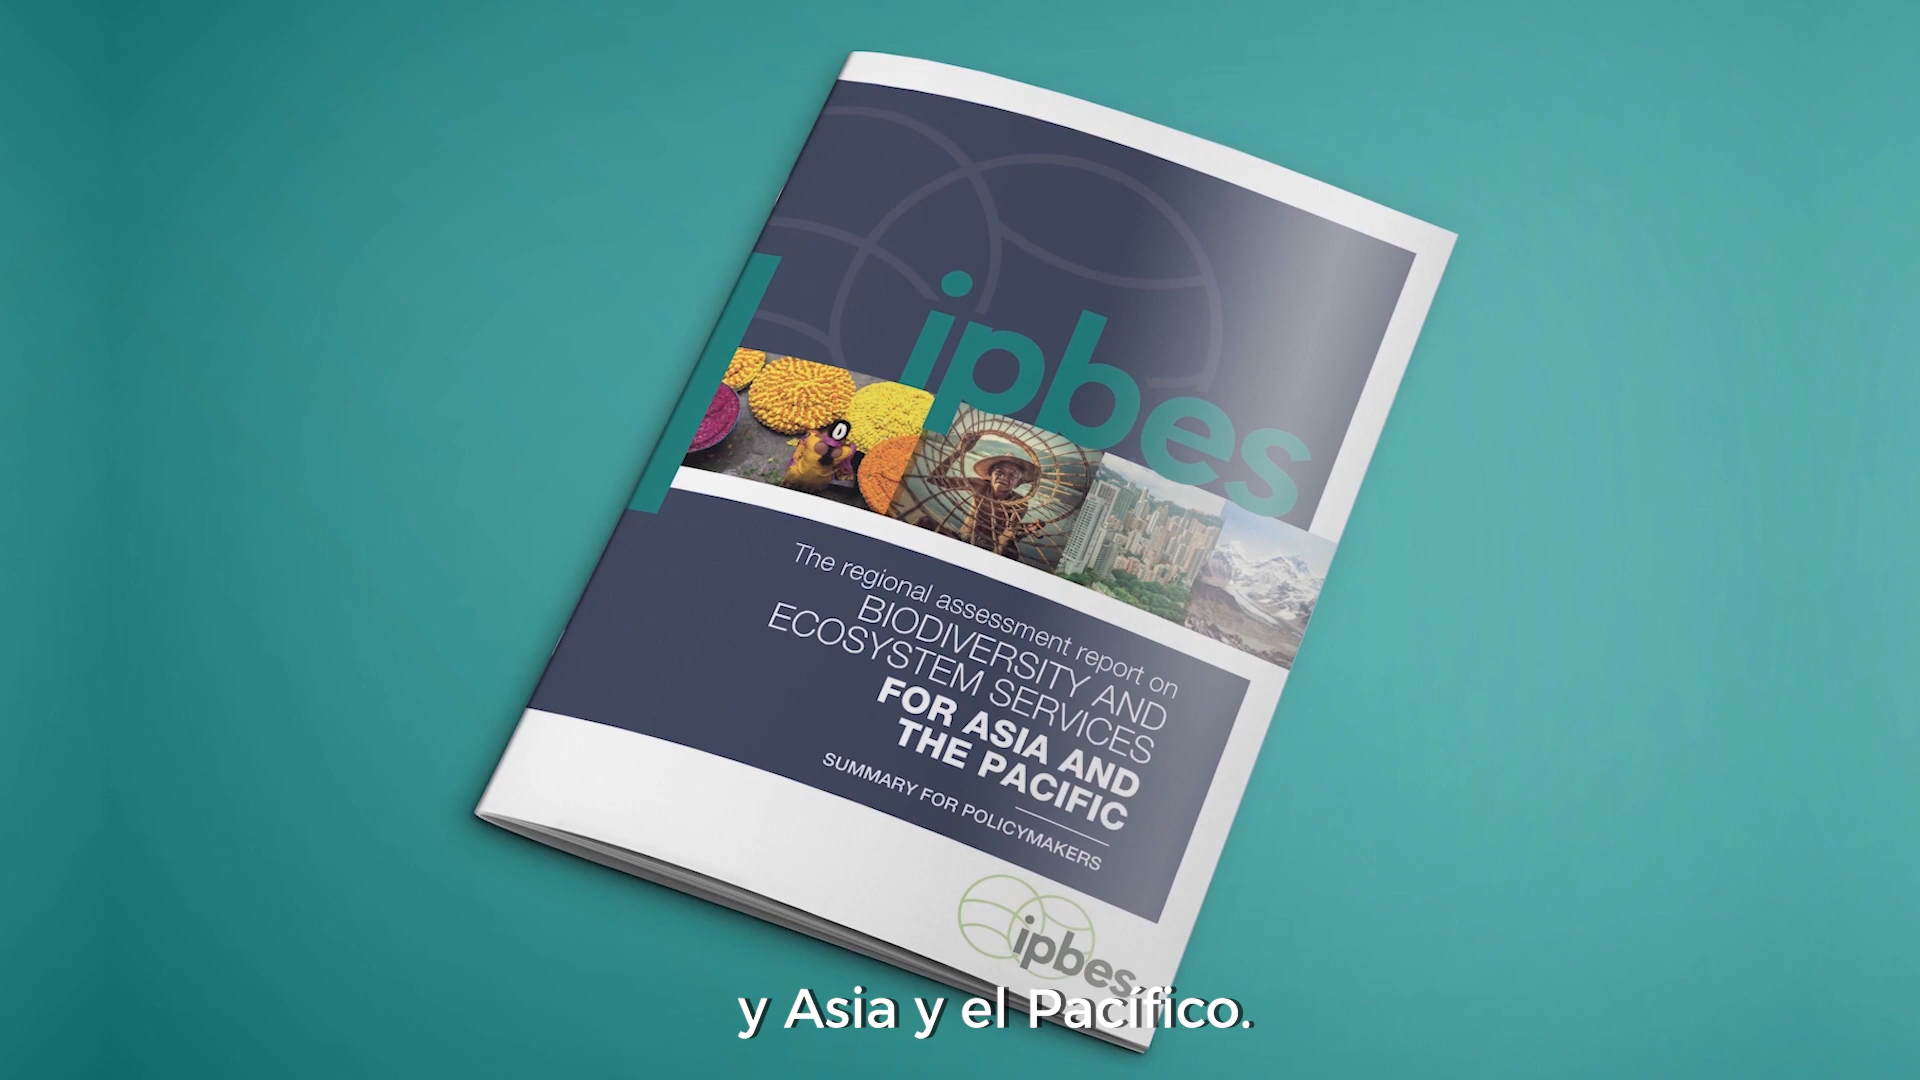 ipbes
D
The regional assessment report on
BIODIVERSITY AND
ECOSYSTEM SERVICES
FOR ASIA AND
THE PACIFIC
SUMMARY FOR POLICYMAKERS
ipbes
y Asia y el Pacífico.